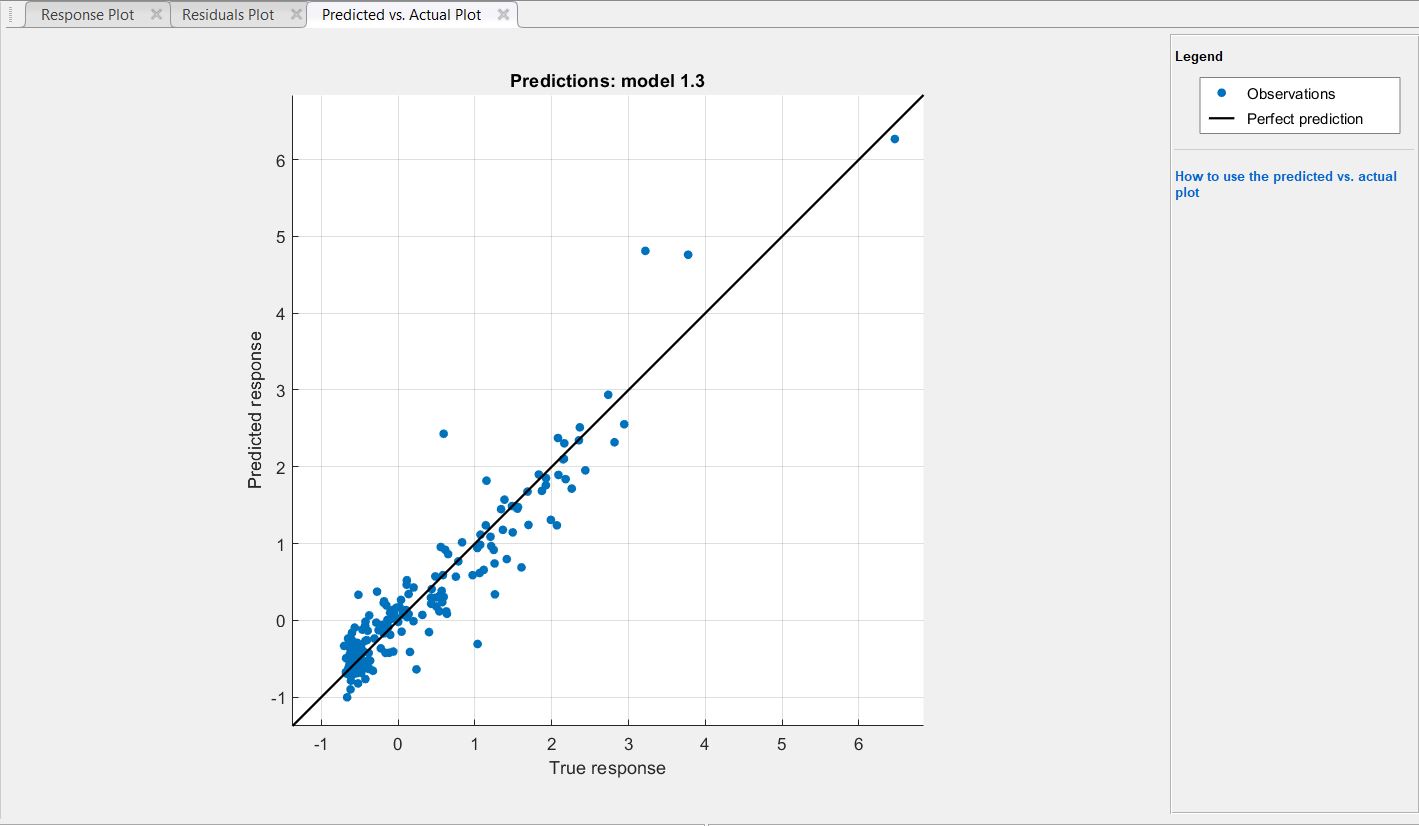 Response Plot
Residuals Plot
Predicted vs. Actual Plot
Predictions: model 1.3
6
5
4
3
2
1
0
-1
Predicted response
-1 0 1 2 3 4 5 6
True response
Legend
Observations
Perfect prediction
How to use the predicted vs. actual
plot